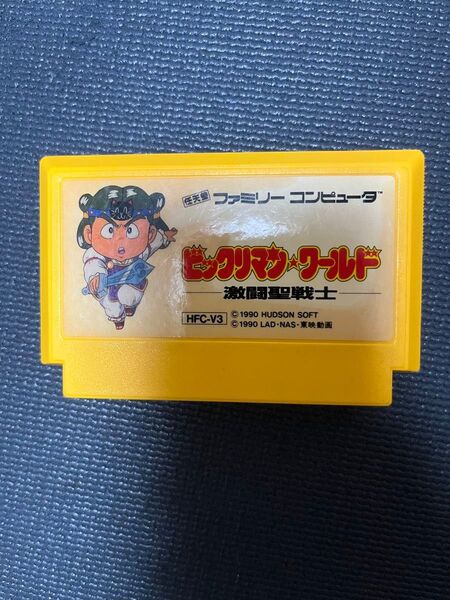 任天堂 ファミリー コンピュータ™
ビックリマン★ワールド
激闘聖戦士
HFC-V3
©1990 HUDSON SOFT
©1990 LAD・NAS・東映動画